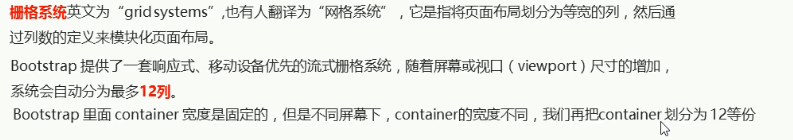 栅格系统英文为“grid systems”,也有人翻译为“网格系统”，它是指将页面布局划分为等宽的列，然后通
过列数的定义来模块化页面布局。
Bootstrap 提供了一套响应式、移动设备优先的流式栅格系统，随着屏幕或视口（viewport）尺寸的增加，
系统会自动分为最多12列。
Bootstrap 里面 container 宽度是固定的，但是不同屏幕下，container的宽度不同，我们再把container 划分为 12等份